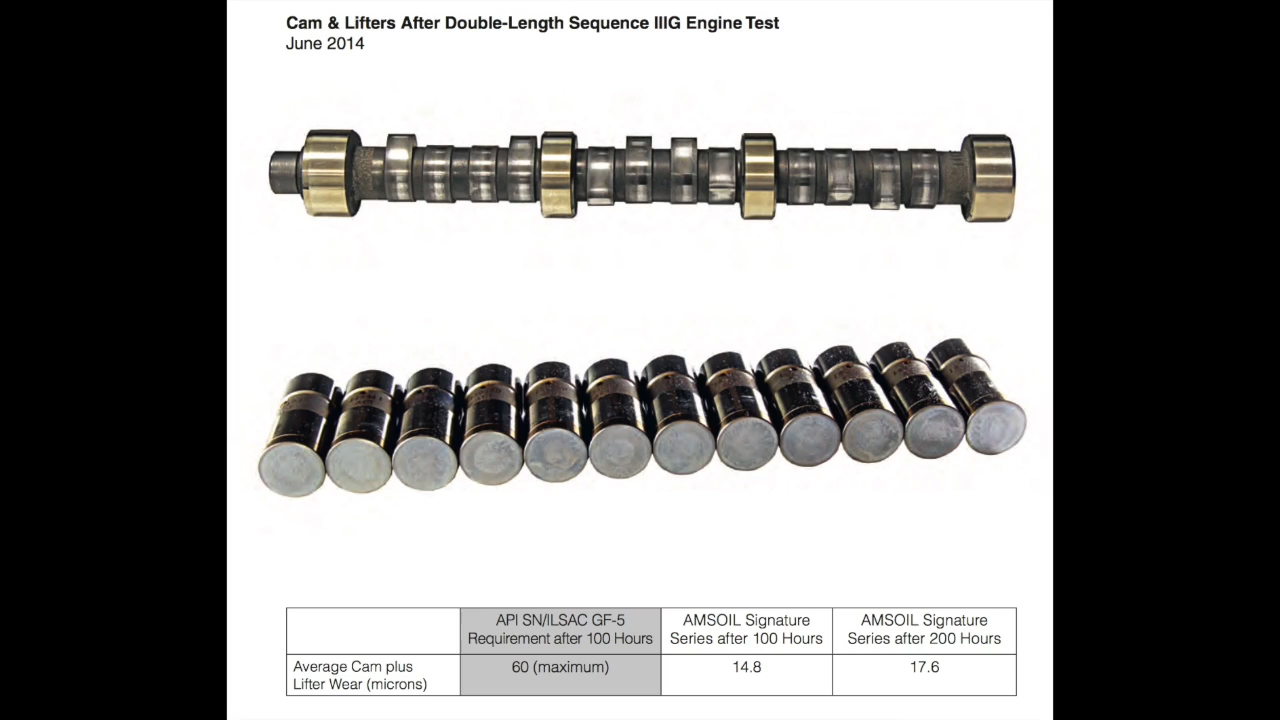 Cam & Lifters After Double-Length Sequence IIIG Engine Test
June 2014
API SN/ILSAC GF-5
Requirement after 100 Hours
AMSOIL Signature
Series after 100 Hours
AMSOIL Signature
Series after 200 Hours
Average Cam plus
Lifter Wear (microns)
60 (maximum)
14.8
17.6